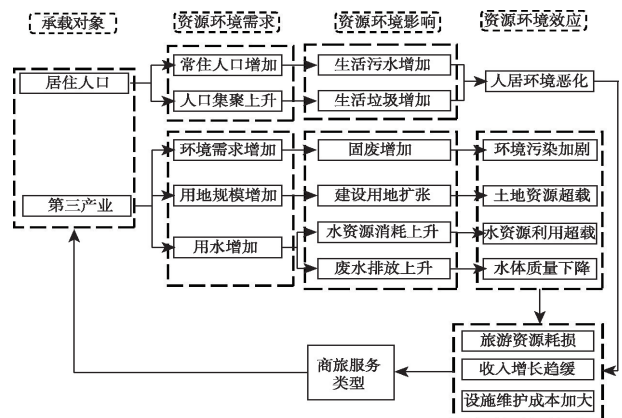 承载对象
资源环境需求
资源环境影响
资源环境效应
居住人口
常住人口增加
生活污水增加
人居环境恶化
人口集聚上升
生活垃圾增加
环境需求增加
固废增加
环境污染加剧
第三产业
用地规模增加
建设用地扩张
土地资源超载
用水增加
水资源消耗上升
水资源利用超载
废水排放上升
水体质量下降
旅游资源耗损
商旅服务
类型
收入增长趋缓
设施维护成本加大